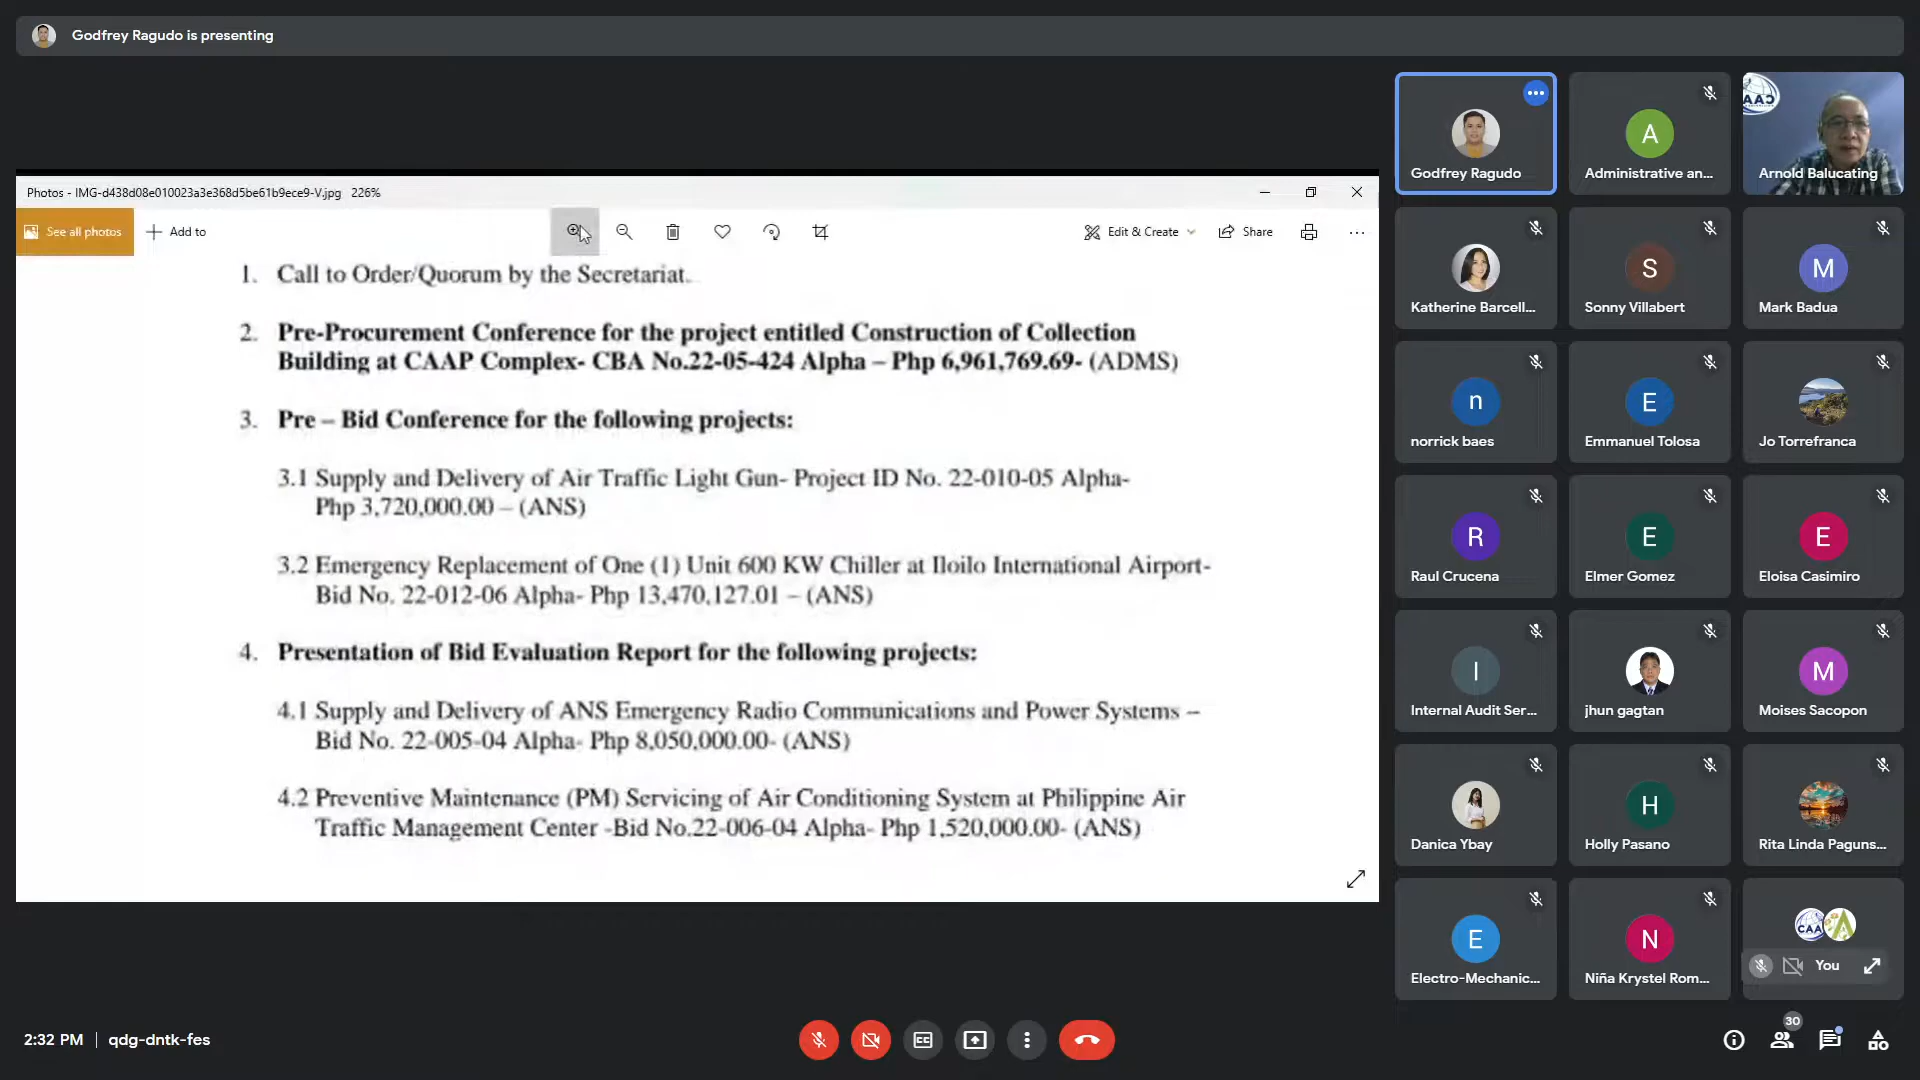 Godfrey Ragudo is presenting
Photos - IMG-d438d08e010023a3e368d5be61b9ece9-V.jpg 226%
See all photos
Add to
Edit & Create
Share
1. Call to Order/Quorum by the Secretariat.
2. Pre-Procurement Conference for the project entitled Construction of Collection
Building at CAAP Complex- CBA No.22-05-424 Alpha – Php 6,961,769.69- (ADMS)
3. Pre – Bid Conference for the following projects:
3.1 Supply and Delivery of Air Traffic Light Gun- Project ID No. 22-010-05 Alpha-
Php 3,720,000.00 – (ANS)
3.2 Emergency Replacement of One (1) Unit 600 KW Chiller at Iloilo International Airport-
Bid No. 22-012-06 Alpha- Php 13,470,127.01 – (ANS)
4. Presentation of Bid Evaluation Report for the following projects:
4.1 Supply and Delivery of ANS Emergency Radio Communications and Power Systems –
Bid No. 22-005-04 Alpha- Php 8,050,000.00- (ANS)
4.2 Preventive Maintenance (PM) Servicing of Air Conditioning System at Philippine Air
Traffic Management Center -Bid No.22-006-04 Alpha- Php 1,520,000.00- (ANS)
Godfrey Ragudo
A
Administrative an...
CAA
Arnold Balucating
Katherine Barcell...
S
Sonny Villabert
M
Mark Badua
n
norrick baes
E
Emmanuel Tolosa
Jo Torrefranca
R
Raul Crucena
E
Elmer Gomez
E
Eloisa Casimiro
I
Internal Audit Ser...
jhun gagtan
M
Moises Sacopon
Danica Ybay
H
Holly Pasano
Rita Linda Paguns...
E
Electro-Mechanic...
N
Niña Krystel Rom...
CAA
You
2:32 PM | qdg-dntk-fes
CC
30